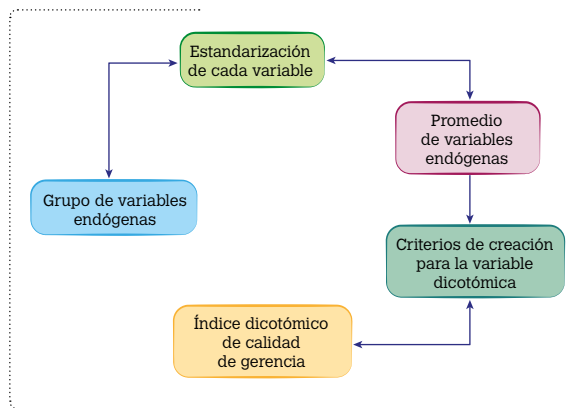 Estandarización
de cada variable
Promedio
de variables
endógenas
Grupo de variables
endógenas
Criterios de creación
para la variable
dicotómica
Índice dicotómico
de calidad
de gerencia